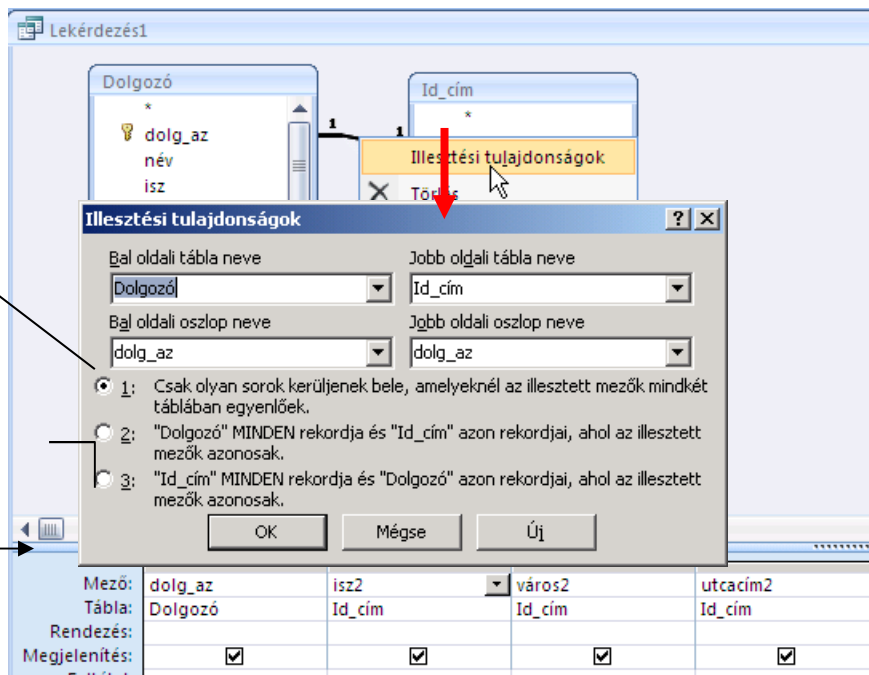 Lekérdezés1
Dolgozó
*
dolg_az
név
isz
1
1
Id_cím
*
Illesztési tulajdonságok
Törlés
Illesztési tulajdonságok
Bal oldali tábla neve
Jobb oldali tábla neve
Dolgozó
Id_cím
Bal oldali oszlop neve
Jobb oldali oszlop neve
dolg_az
dolg_az
1: Csak olyan sorok kerüljenek bele, amelyeknél az illesztett mezők mindkét
táblában egyenlőek.
2: "Dolgozó" MINDEN rekordja és "Id_cím" azon rekordjai, ahol az illesztett
mezők azonosak.
3: "Id_cím" MINDEN rekordja és "Dolgozó" azon rekordjai, ahol az illesztett
mezők azonosak.
OK Mégse Új
Mező: dolg_az isz2 város2 utcacím2
Tábla: Dolgozó Id_cím Id_cím Id_cím
Rendezés:
Megjelenítés: